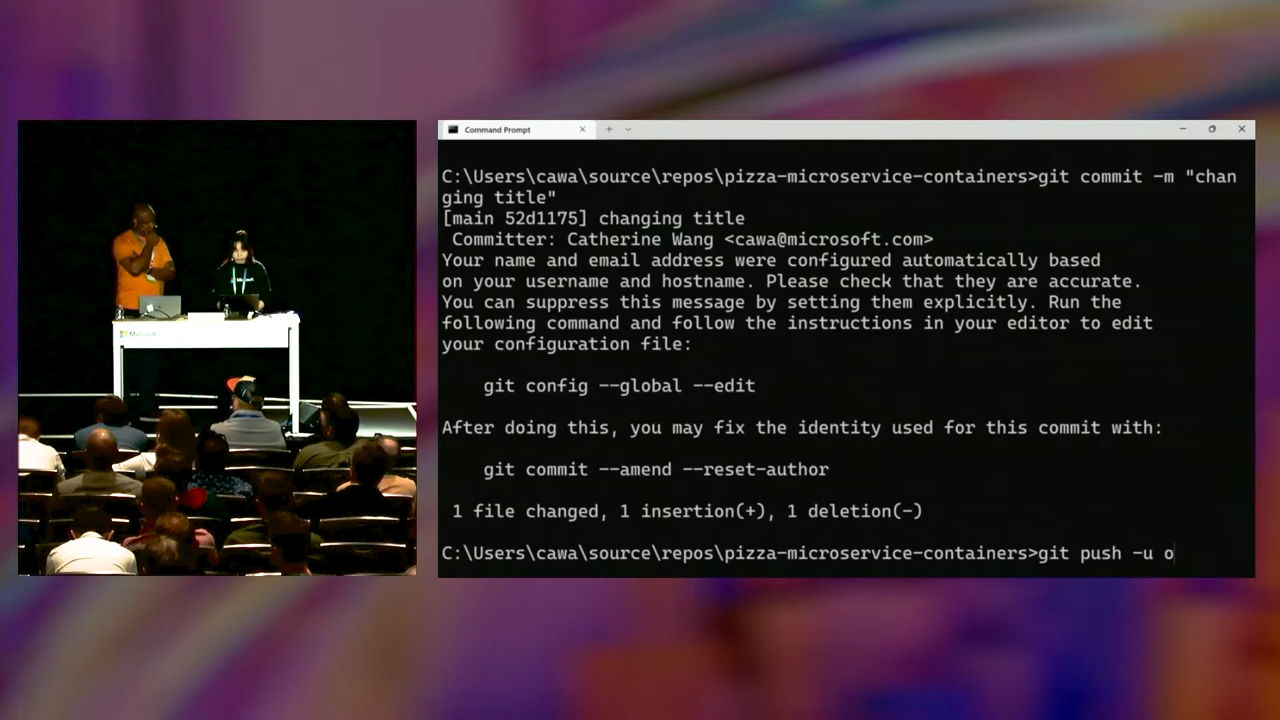 Command Prompt
C:\Users\cawa\source\repos\pizza-microservice-containers>git commit -m "chan
ging title"
[main 52d1175] changing title
 Committer: Catherine Wang <cawa@microsoft.com>
Your name and email address were configured automatically based
on your username and hostname. Please check that they are accurate.
You can suppress this message by setting them explicitly. Run the
following command and follow the instructions in your editor to edit
your configuration file:
    git config --global --edit
After doing this, you may fix the identity used for this commit with:
    git commit --amend --reset-author
 1 file changed, 1 insertion(+), 1 deletion(-)
C:\Users\cawa\source\repos\pizza-microservice-containers>git push -u o
Microsoft